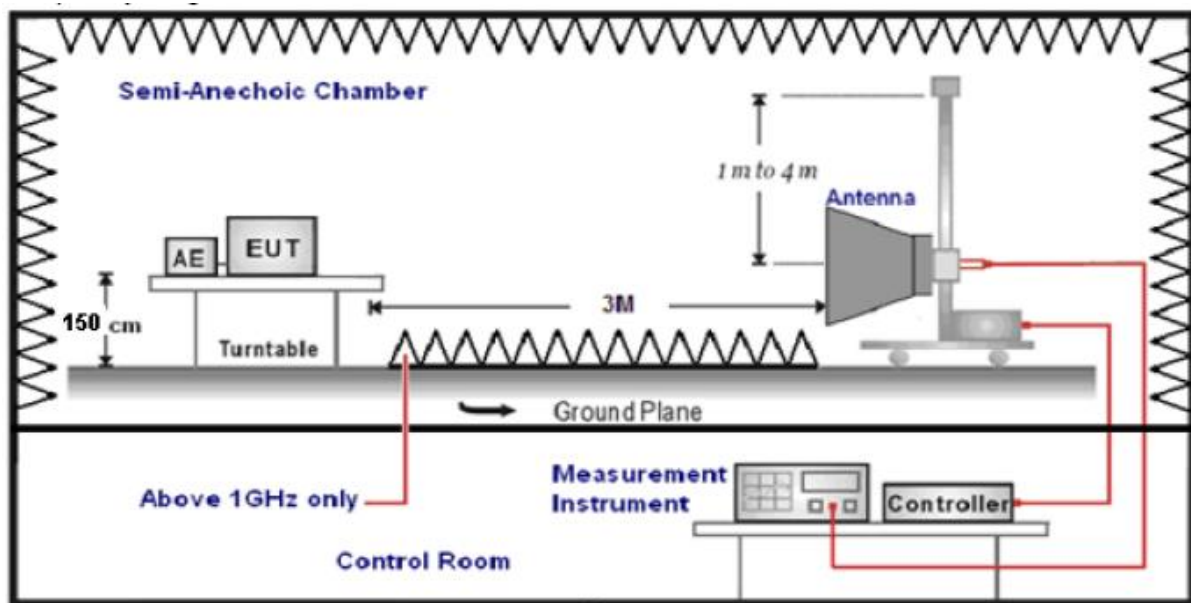 Semi-Anechoic Chamber
1 m to 4 m
Antenna
AE
EUT
3M
150 cm
Turntable
Ground Plane
Above 1GHz only
Measurement
Instrument
Controller
Control Room